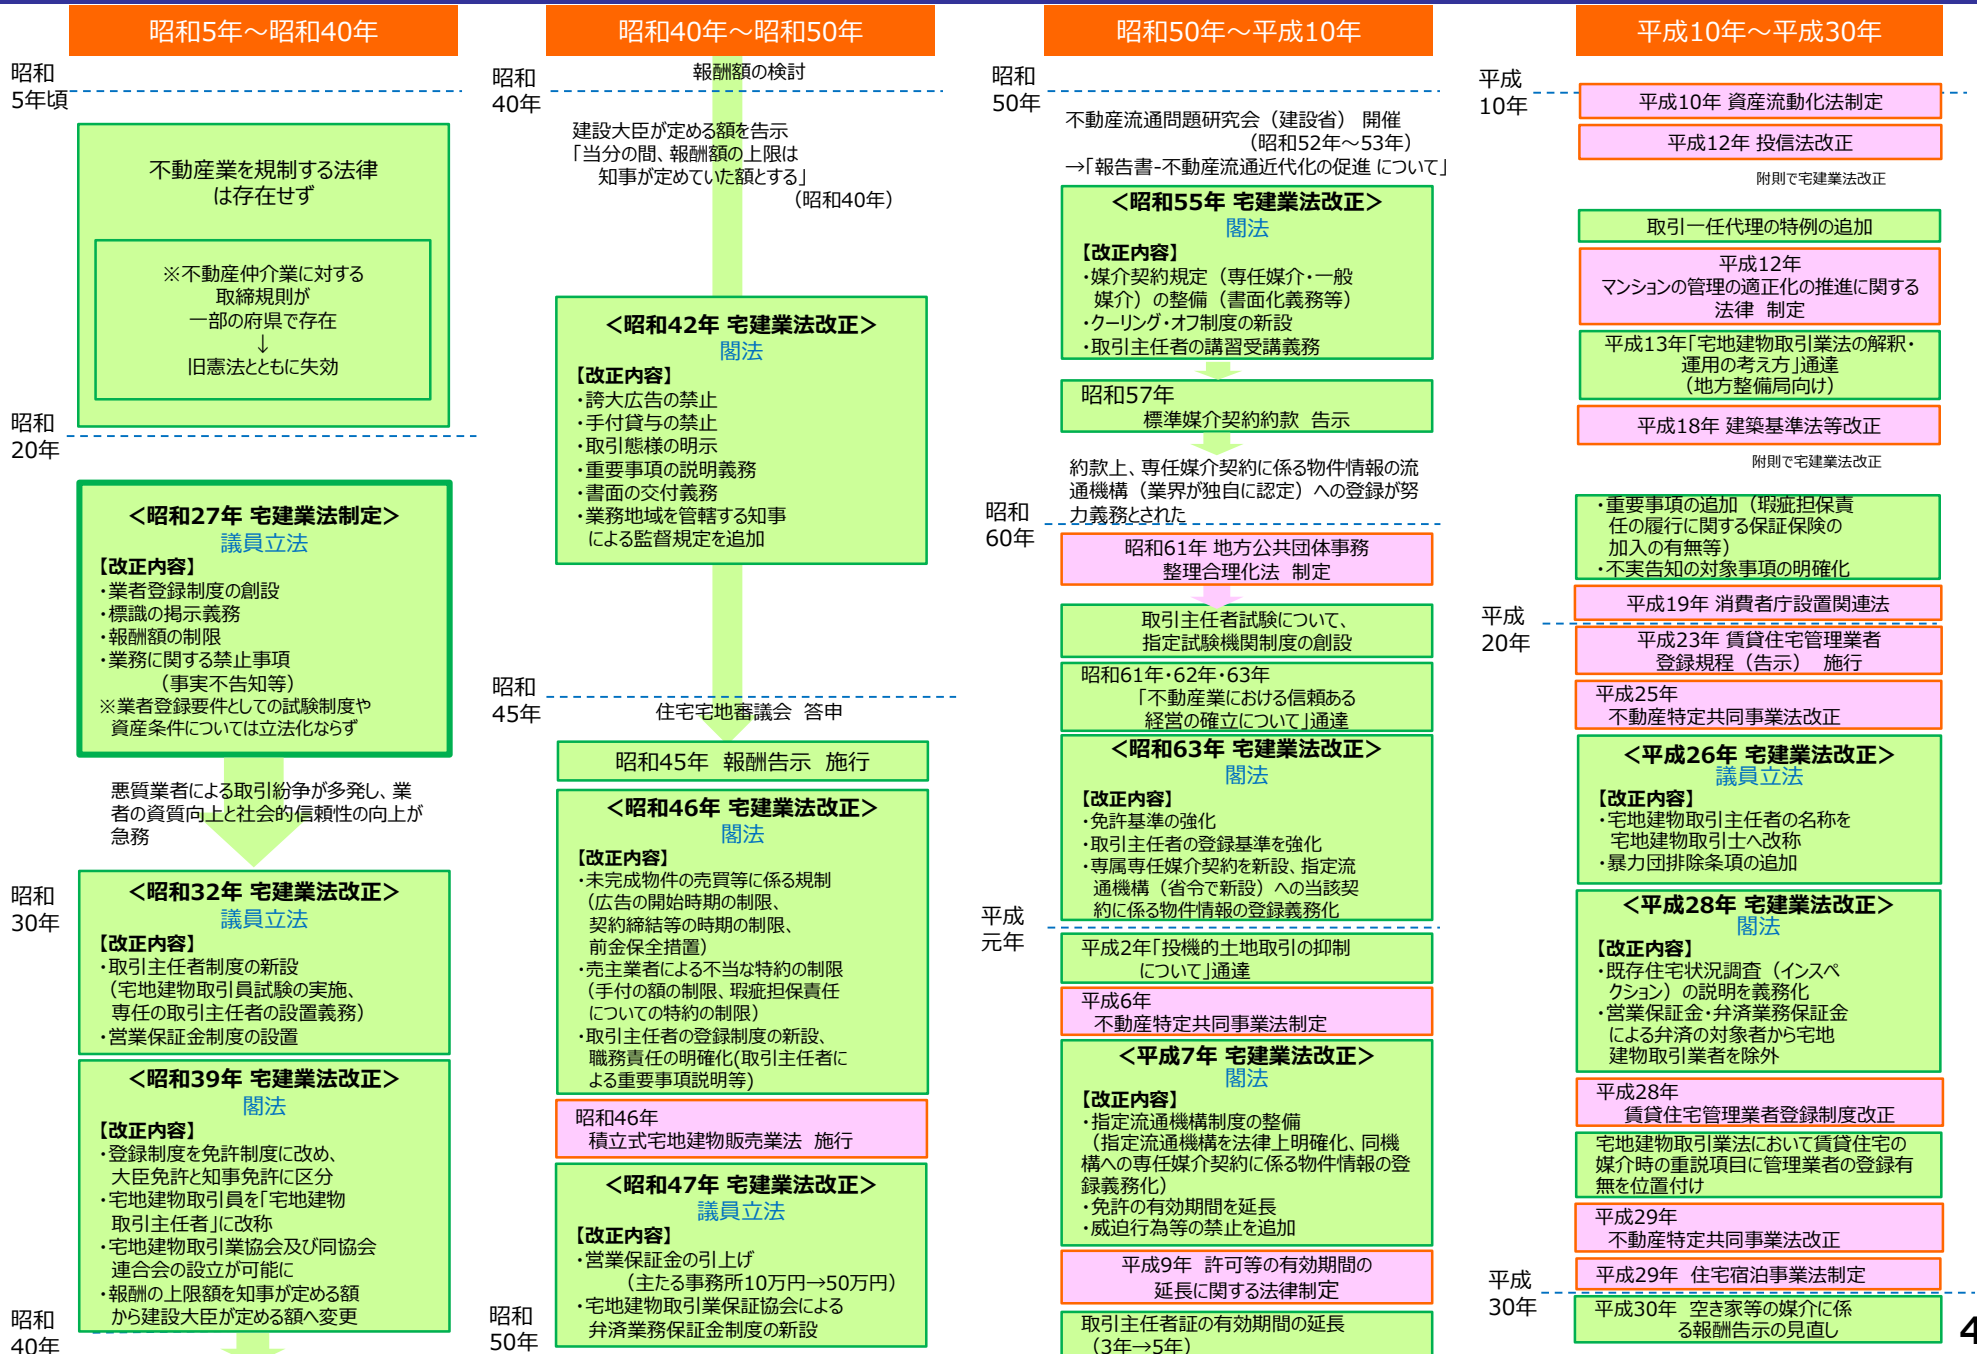 昭和5年～昭和40年
昭和
5年頃
不動産業を規制する法律
は存在せず
※不動産仲介業に対する
取締規則が
一部の府県で存在
↓
旧憲法とともに失効
昭和
20年
＜昭和27年 宅建業法制定＞
議員立法
【改正内容】
・業者登録制度の創設
・標識の掲示義務
・報酬額の制限
・業務に関する禁止事項
（事実不告知等）
※業者登録要件としての試験制度や
資産条件については立法化ならず
悪質業者による取引紛争が多発し、業
者の資質向上と社会的信頼性の向上が
急務
昭和
30年
＜昭和32年 宅建業法改正＞
議員立法
【改正内容】
・取引主任者制度の新設
（宅地建物取引員試験の実施、
専任の取引主任者の設置義務）
・営業保証金制度の設置
＜昭和39年 宅建業法改正＞
閣法
【改正内容】
・登録制度を免許制度に改め、
大臣免許と知事免許に区分
・宅地建物取引員を「宅地建物
取引主任者」に改称
・宅地建物取引業協会及び同協会
連合会の設立が可能に
・報酬の上限額を知事が定める額
から建設大臣が定める額へ変更
昭和
40年
昭和40年～昭和50年
昭和
40年
報酬額の検討
建設大臣が定める額を告示
「当分の間、報酬額の上限は
知事が定めていた額とする」
（昭和40年）
＜昭和42年 宅建業法改正＞
閣法
【改正内容】
・誇大広告の禁止
・手付貸与の禁止
・取引態様の明示
・重要事項の説明義務
・書面の交付義務
・業務地域を管轄する知事
による監督規定を追加
昭和
45年
住宅宅地審議会 答申
昭和45年 報酬告示 施行
＜昭和46年 宅建業法改正＞
閣法
【改正内容】
・未完成物件の売買等に係る規制
（広告の開始時期の制限、
契約締結等の時期の制限、
前金保全措置）
・売主業者による不当な特約の制限
（手付の額の制限、瑕疵担保責任
についての特約の制限）
・取引主任者の登録制度の新設、
職務責任の明確化(取引主任者に
よる重要事項説明等)
昭和46年
積立式宅地建物販売業法 施行
＜昭和47年 宅建業法改正＞
議員立法
【改正内容】
・営業保証金の引上げ
（主たる事務所10万円→50万円）
・宅地建物取引業保証協会による
弁済業務保証金制度の新設
昭和
50年
昭和50年～平成10年
昭和
50年
不動産流通問題研究会（建設省） 開催
（昭和52年～53年）
→「報告書-不動産流通近代化の促進 について」
＜昭和55年 宅建業法改正＞
閣法
【改正内容】
・媒介契約規定（専任媒介・一般
媒介）の整備（書面化義務等）
・クーリング・オフ制度の新設
・取引主任者の講習受講義務
昭和57年
標準媒介契約約款 告示
約款上、専任媒介契約に係る物件情報の流
通機構（業界が独自に認定）への登録が努
力義務とされた
昭和
60年
昭和61年 地方公共団体事務
整理合理化法 制定
取引主任者試験について、
指定試験機関制度の創設
昭和61年・62年・63年
「不動産業における信頼ある
経営の確立について」通達
＜昭和63年 宅建業法改正＞
閣法
【改正内容】
・免許基準の強化
・取引主任者の登録基準を強化
・専属専任媒介契約を新設、指定流
通機構（省令で新設）への当該契
約に係る物件情報の登録義務化
平成
元年
平成2年「投機的土地取引の抑制
について」通達
平成6年
不動産特定共同事業法制定
＜平成7年 宅建業法改正＞
閣法
【改正内容】
・指定流通機構制度の整備
（指定流通機構を法律上明確化、同機
構への専任媒介契約に係る物件情報の登
録義務化）
・免許の有効期間を延長
・威迫行為等の禁止を追加
平成9年 許可等の有効期間の
延長に関する法律制定
取引主任者証の有効期間の延長
（3年→5年）
平成10年～平成30年
平成
10年
平成10年 資産流動化法制定
平成12年 投信法改正
附則で宅建業法改正
取引一任代理の特例の追加
平成12年
マンションの管理の適正化の推進に関する
法律 制定
平成13年「宅地建物取引業法の解釈・
運用の考え方」通達
（地方整備局向け）
平成18年 建築基準法等改正
附則で宅建業法改正
・重要事項の追加（瑕疵担保責
任の履行に関する保証保険の
加入の有無等）
・不実告知の対象事項の明確化
平成19年 消費者庁設置関連法
平成
20年
平成23年 賃貸住宅管理業者
登録規程（告示） 施行
平成25年
不動産特定共同事業法改正
＜平成26年 宅建業法改正＞
議員立法
【改正内容】
・宅地建物取引主任者の名称を
宅地建物取引士へ改称
・暴力団排除条項の追加
＜平成28年 宅建業法改正＞
閣法
【改正内容】
・既存住宅状況調査（インスペ
クション）の説明を義務化
・営業保証金・弁済業務保証金
による弁済の対象者から宅地
建物取引業者を除外
平成28年
賃貸住宅管理業者登録制度改正
宅地建物取引業法において賃貸住宅の
媒介時の重説項目に管理業者の登録有
無を位置付け
平成29年
不動産特定共同事業法改正
平成29年 住宅宿泊事業法制定
平成
30年
平成30年 空き家等の媒介に係
る報酬告示の見直し
4